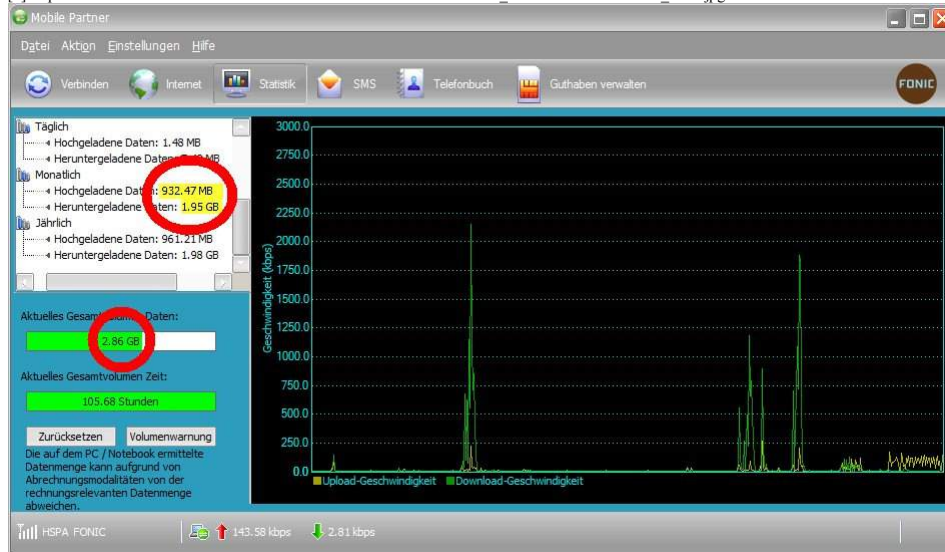 Mobile Partner
Datei Aktion Einstellungen Hilfe
Verbinden Internet Statistik SMS Telefonbuch Guthaben verwalten FONIC
Täglich
Hochgeladene Daten: 1.48 MB
Heruntergeladene Daten: MB
Monatlich
Hochgeladene Daten: 932.47 MB
Heruntergeladene Daten: 1.95 GB
Jährlich
Hochgeladene Daten: 961.21 MB
Heruntergeladene Daten: 1.98 GB
Aktuelles Gesamtvolumen Daten:
2.86 GB
Aktuelles Gesamtvolumen Zeit:
105.68 Stunden
Zurücksetzen Volumenwarnung
Die auf dem PC / Notebook ermittelte
Datenmenge kann aufgrund von
Abrechnungsmodalitäten von der
rechnungsrelevanten Datenmenge
abweichen.
Geschwindigkeit (kbps)
3000.0
2750.0
2500.0
2250.0
2000.0
1750.0
1500.0
1250.0
1000.0
750.0
500.0
250.0
0.0
Upload-Geschwindigkeit Download-Geschwindigkeit
HSPA FONIC 143.58 kbps 2.81 kbps